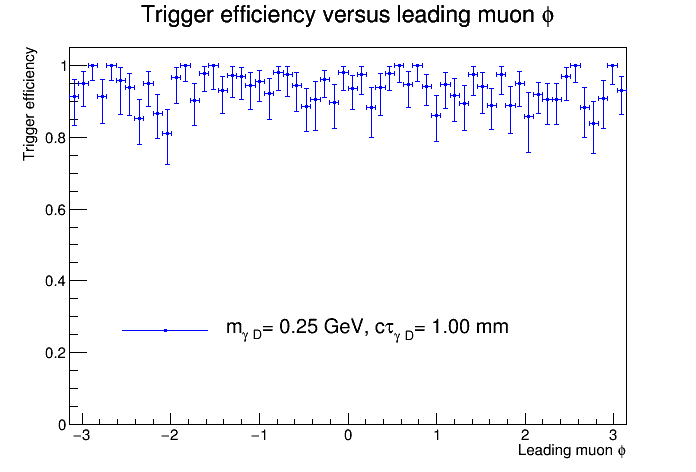 Trigger efficiency versus leading muon ϕ
Trigger efficiency
1
0.8
0.6
0.4
0.2
0
m_γ D= 0.25 GeV, cτ_γ D= 1.00 mm
−3 −2 −1 0 1 2 3
Leading muon ϕ